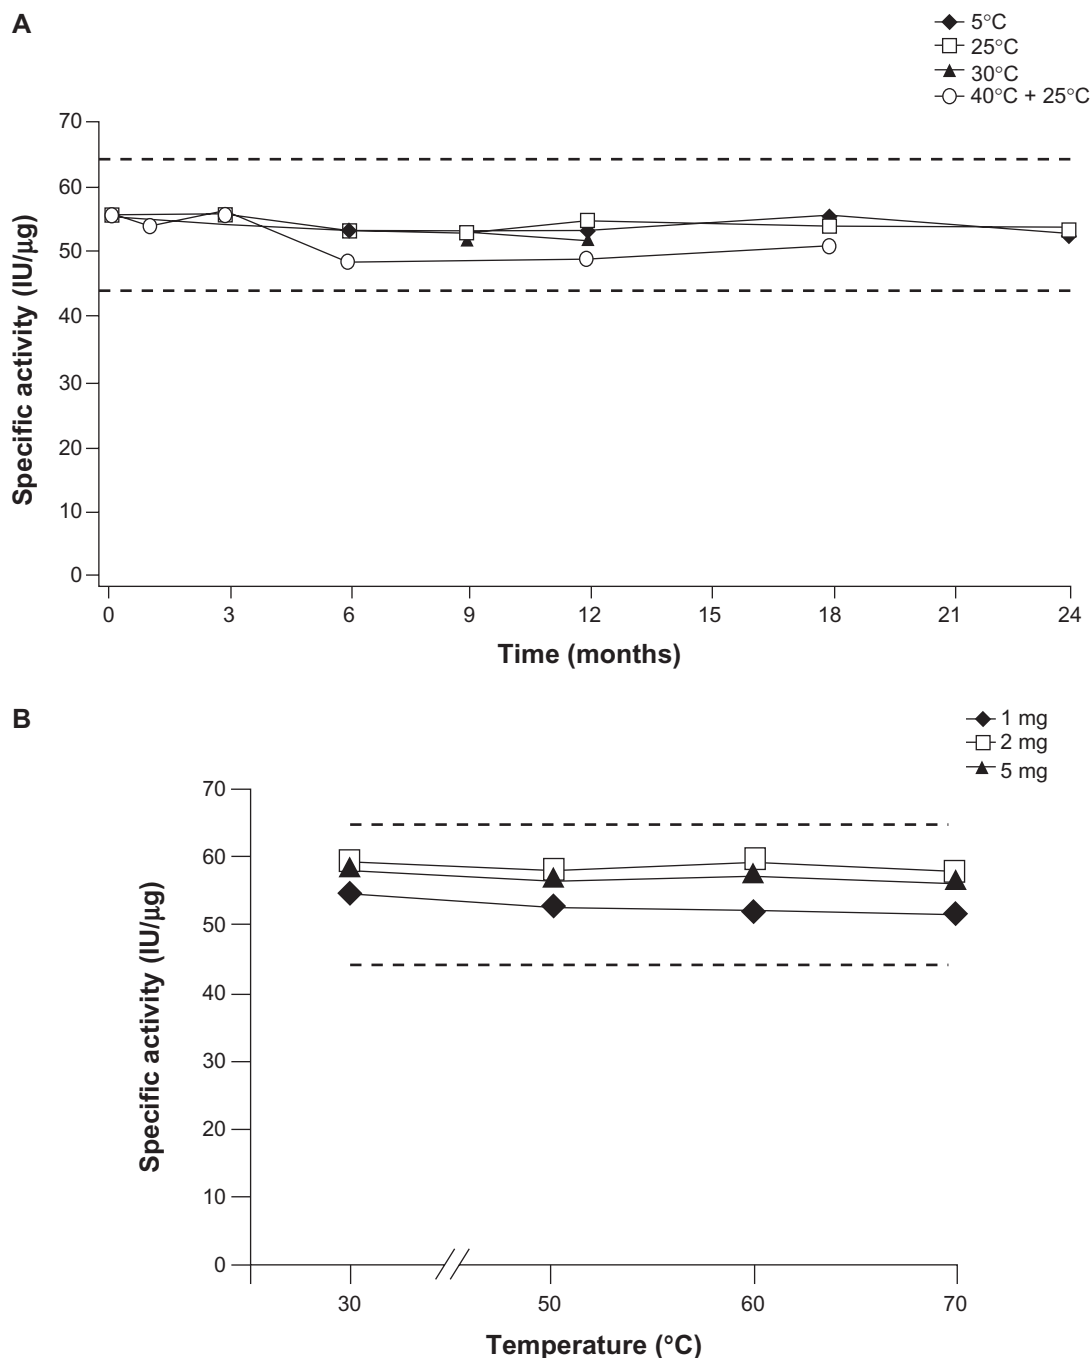 A
5°C
25°C
30°C
40°C + 25°C
70
60
50
40
30
20
10
0
Specific activity (IU/µg)
0 3 6 9 12 15 18 21 24
Time (months)
B
1 mg
2 mg
5 mg
70
60
50
40
30
20
10
0
Specific activity (IU/µg)
30 50 60 70
Temperature (°C)